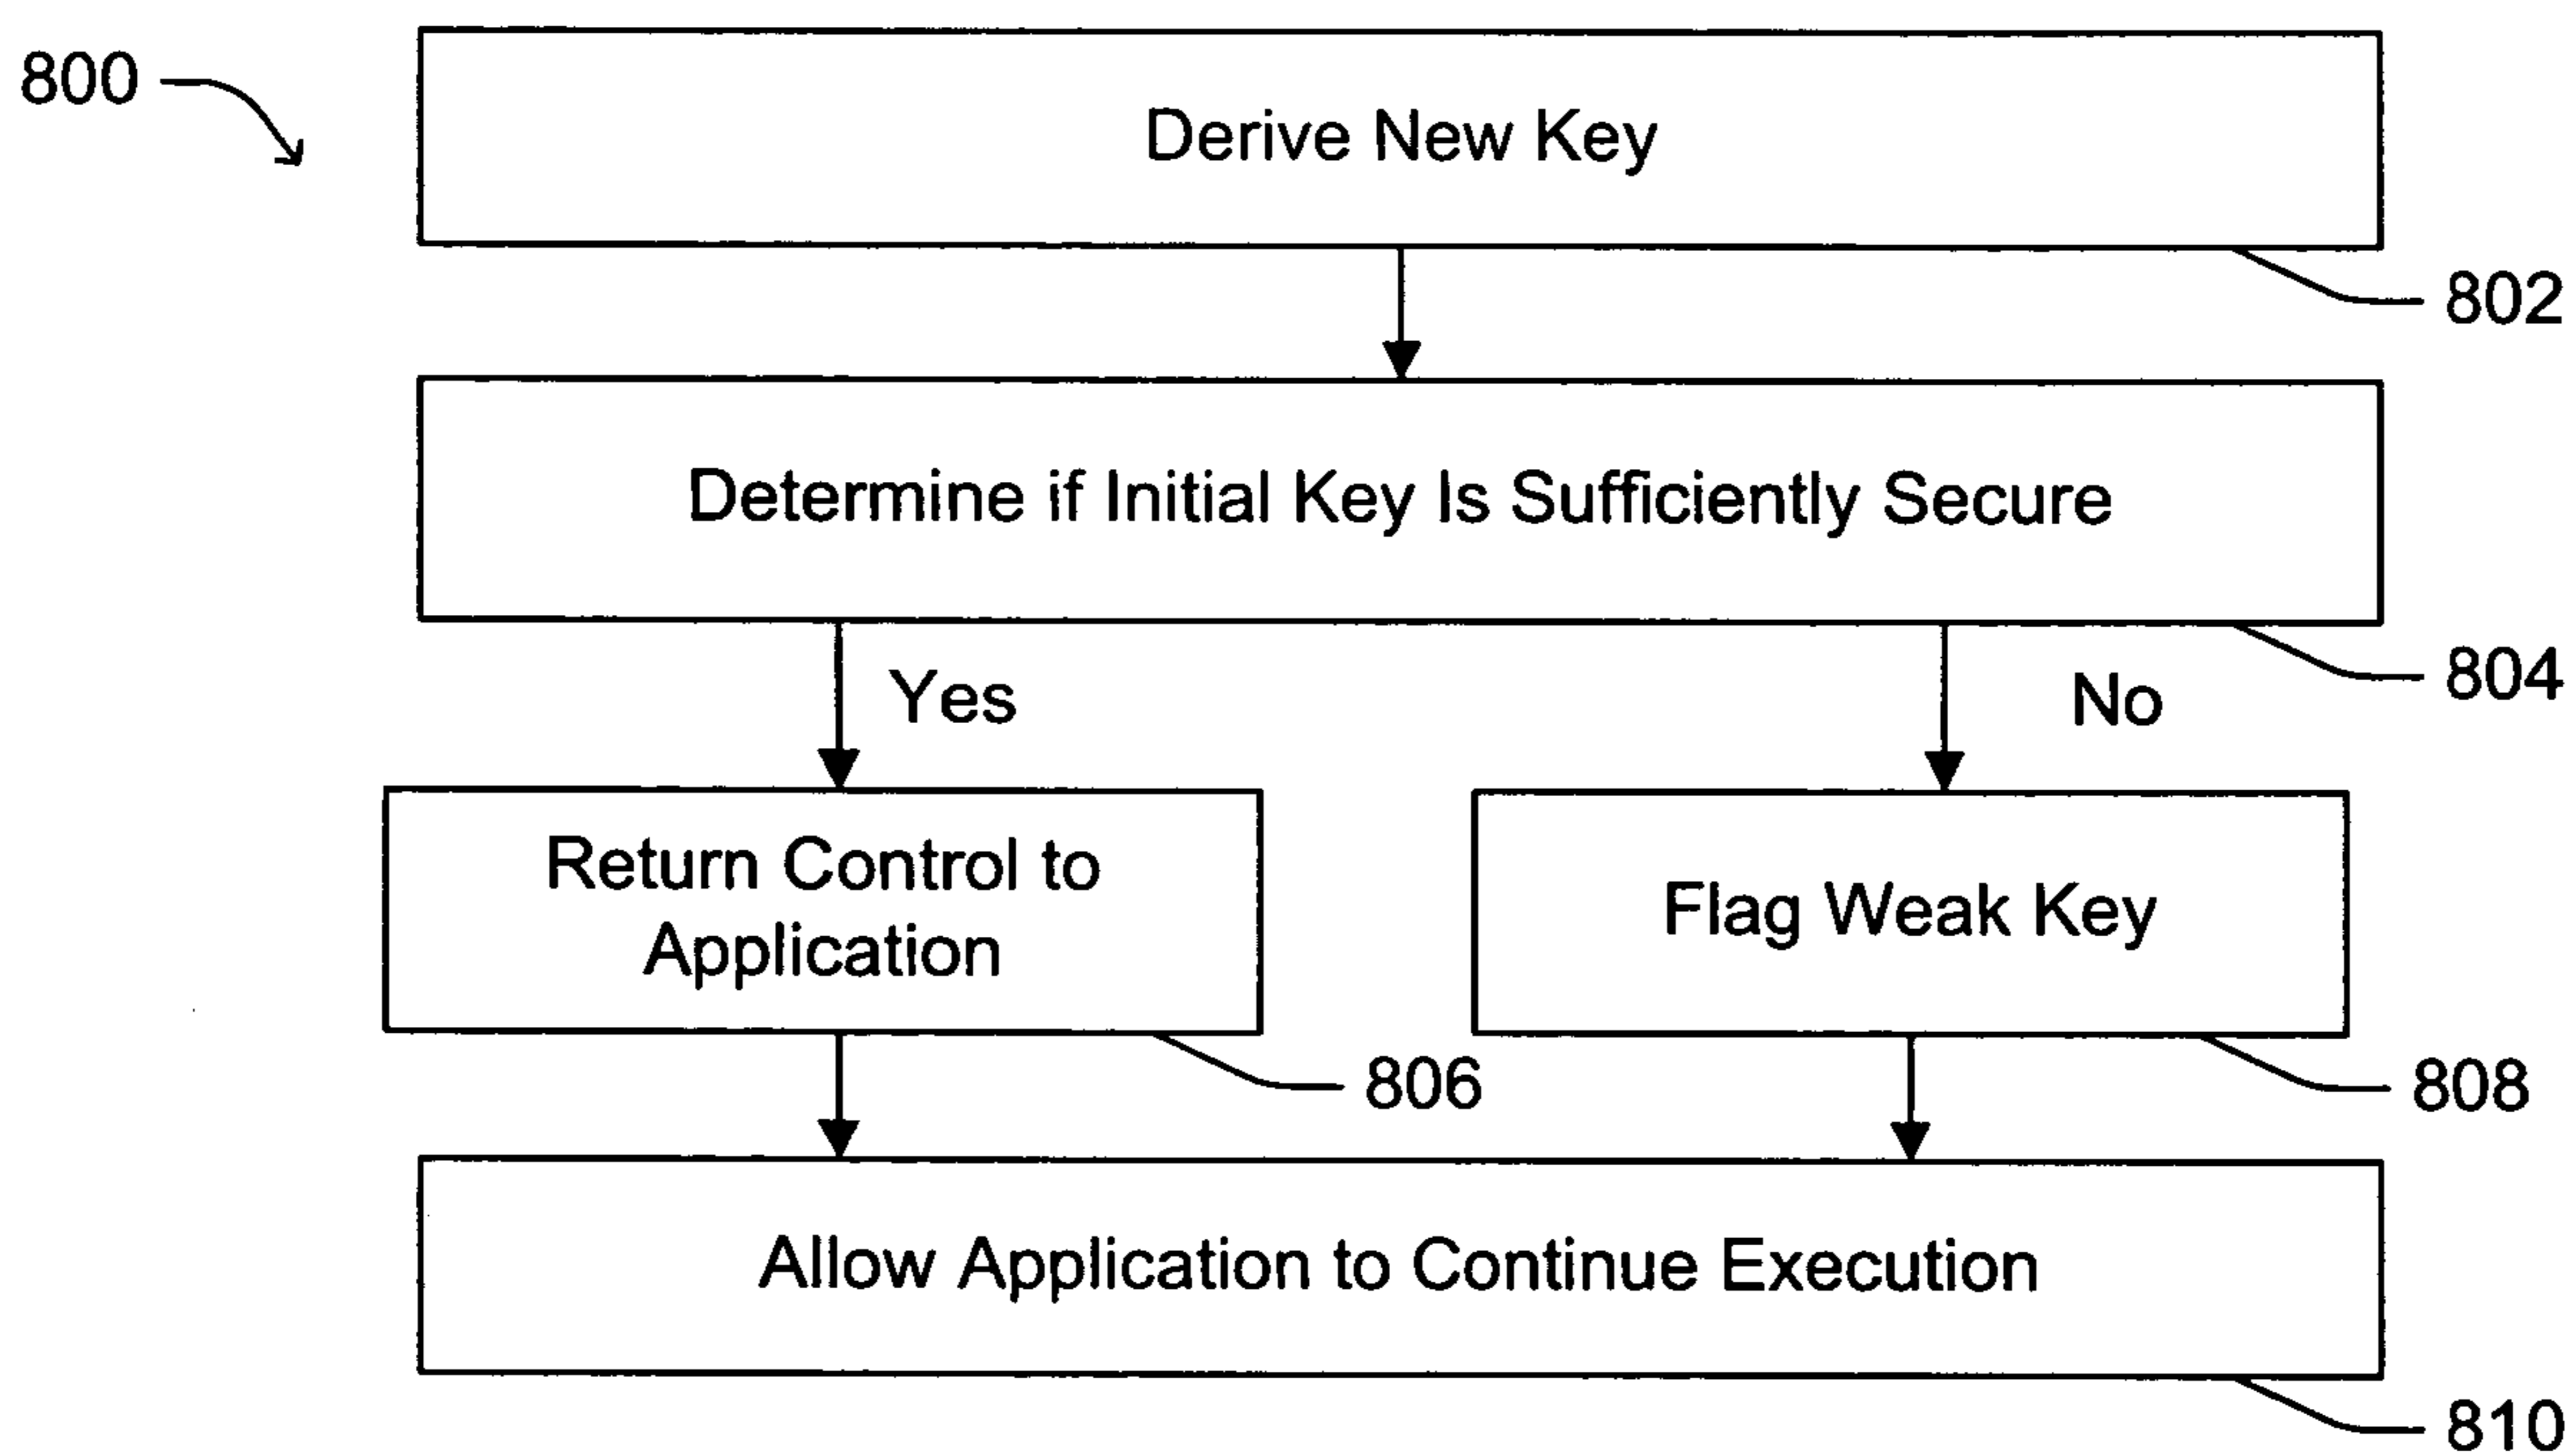 800
Derive New Key
802
Determine if Initial Key Is Sufficiently Secure
804
Yes
No
Return Control to
Application
806
Flag Weak Key
808
Allow Application to Continue Execution
810